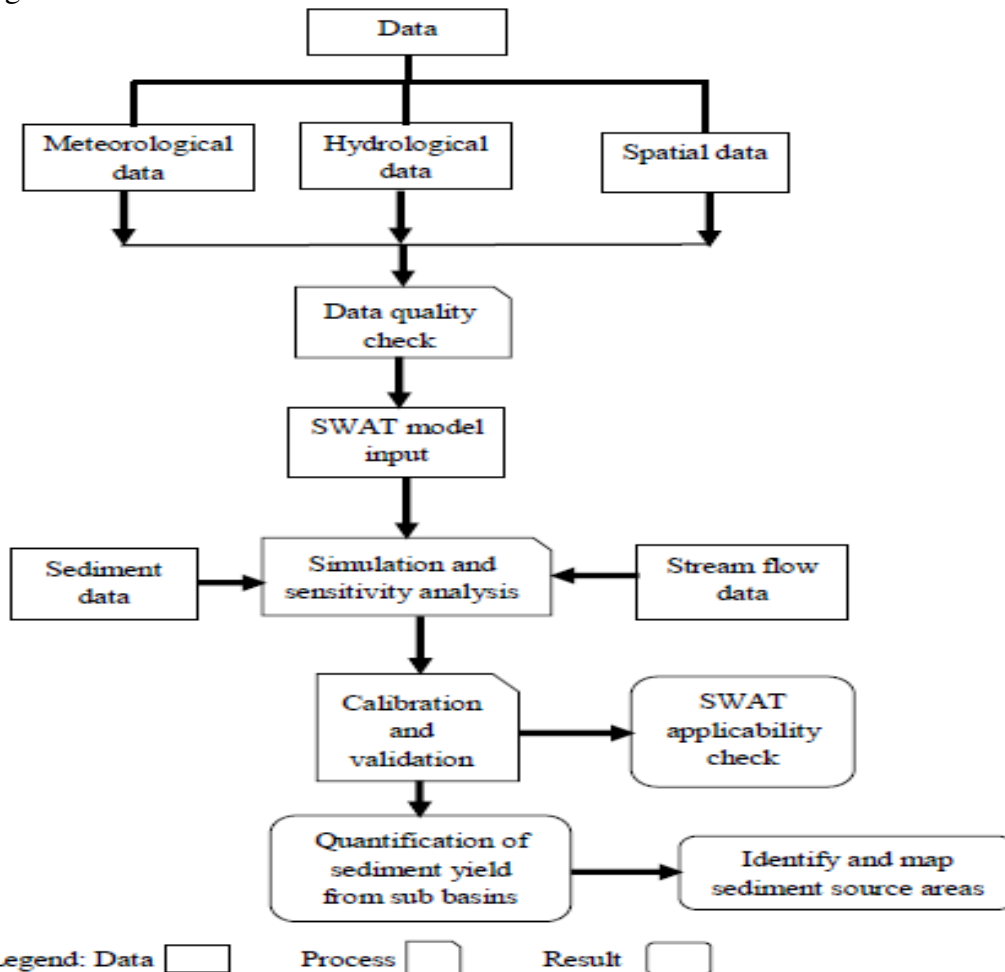 Data
Meteorological
data
Hydrological
data
Spatial data
Data quality
check
SWAT model
input
Sediment
data
Simulation and
sensitivity analysis
Stream flow
data
Calibration
and
validation
SWAT
applicability
check
Quantification of
sediment yield
from sub basins
Identify and map
sediment source areas
Legend: Data Process Result